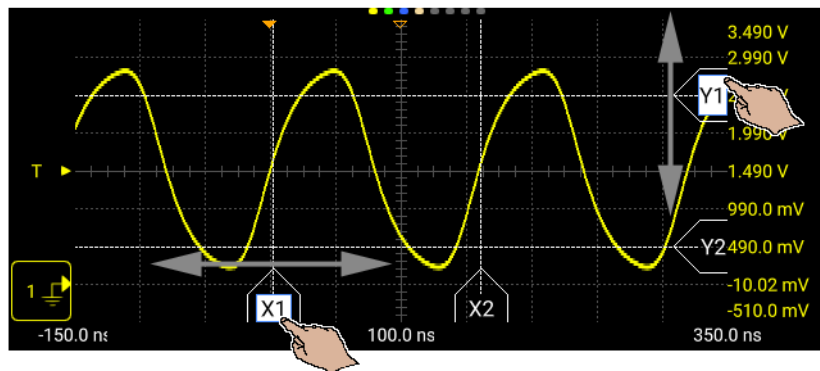 3.490 V
2.990 V
Y1
1.990 V
T
1.490 V
990.0 mV
Y2
490.0 mV
1
-10.02 mV
X1
X2
-510.0 mV
-150.0 ns
100.0 ns
350.0 ns